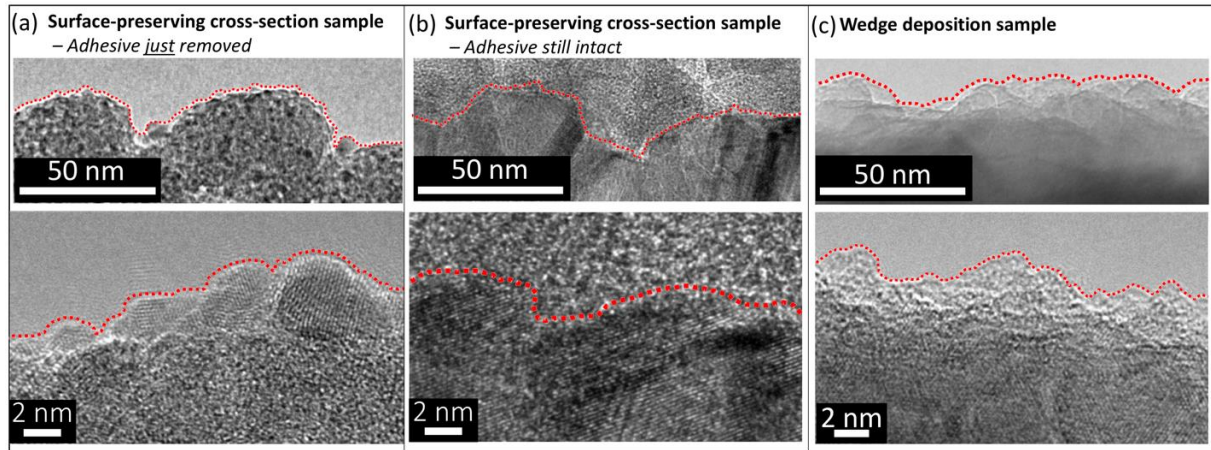 (a) Surface-preserving cross-section sample
– Adhesive just removed
50 nm
2 nm
(b) Surface-preserving cross-section sample
– Adhesive still intact
50 nm
2 nm
(c) Wedge deposition sample
50 nm
2 nm